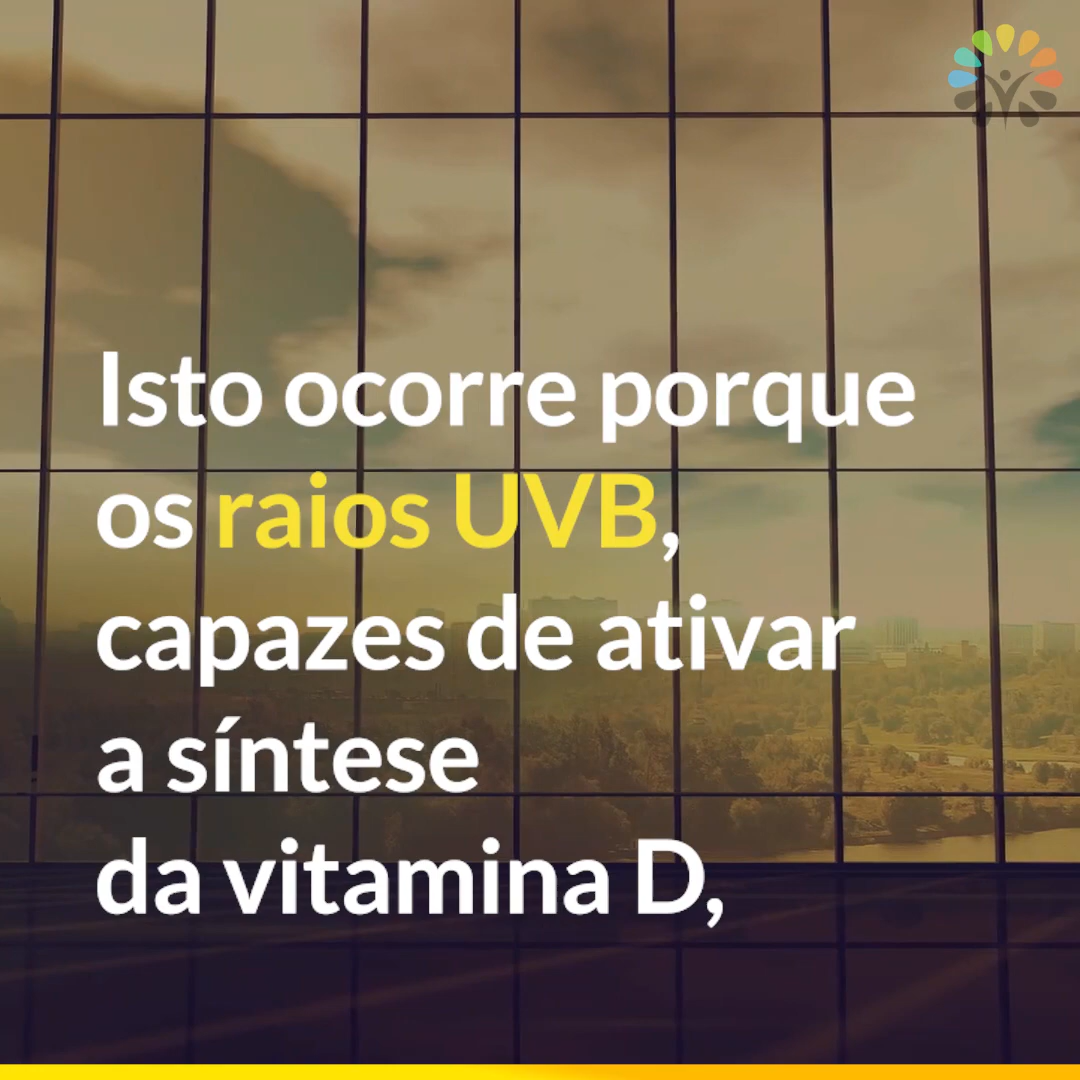 Isto ocorre porque
os raios UVB,
capazes de ativar
a síntese
da vitamina D,